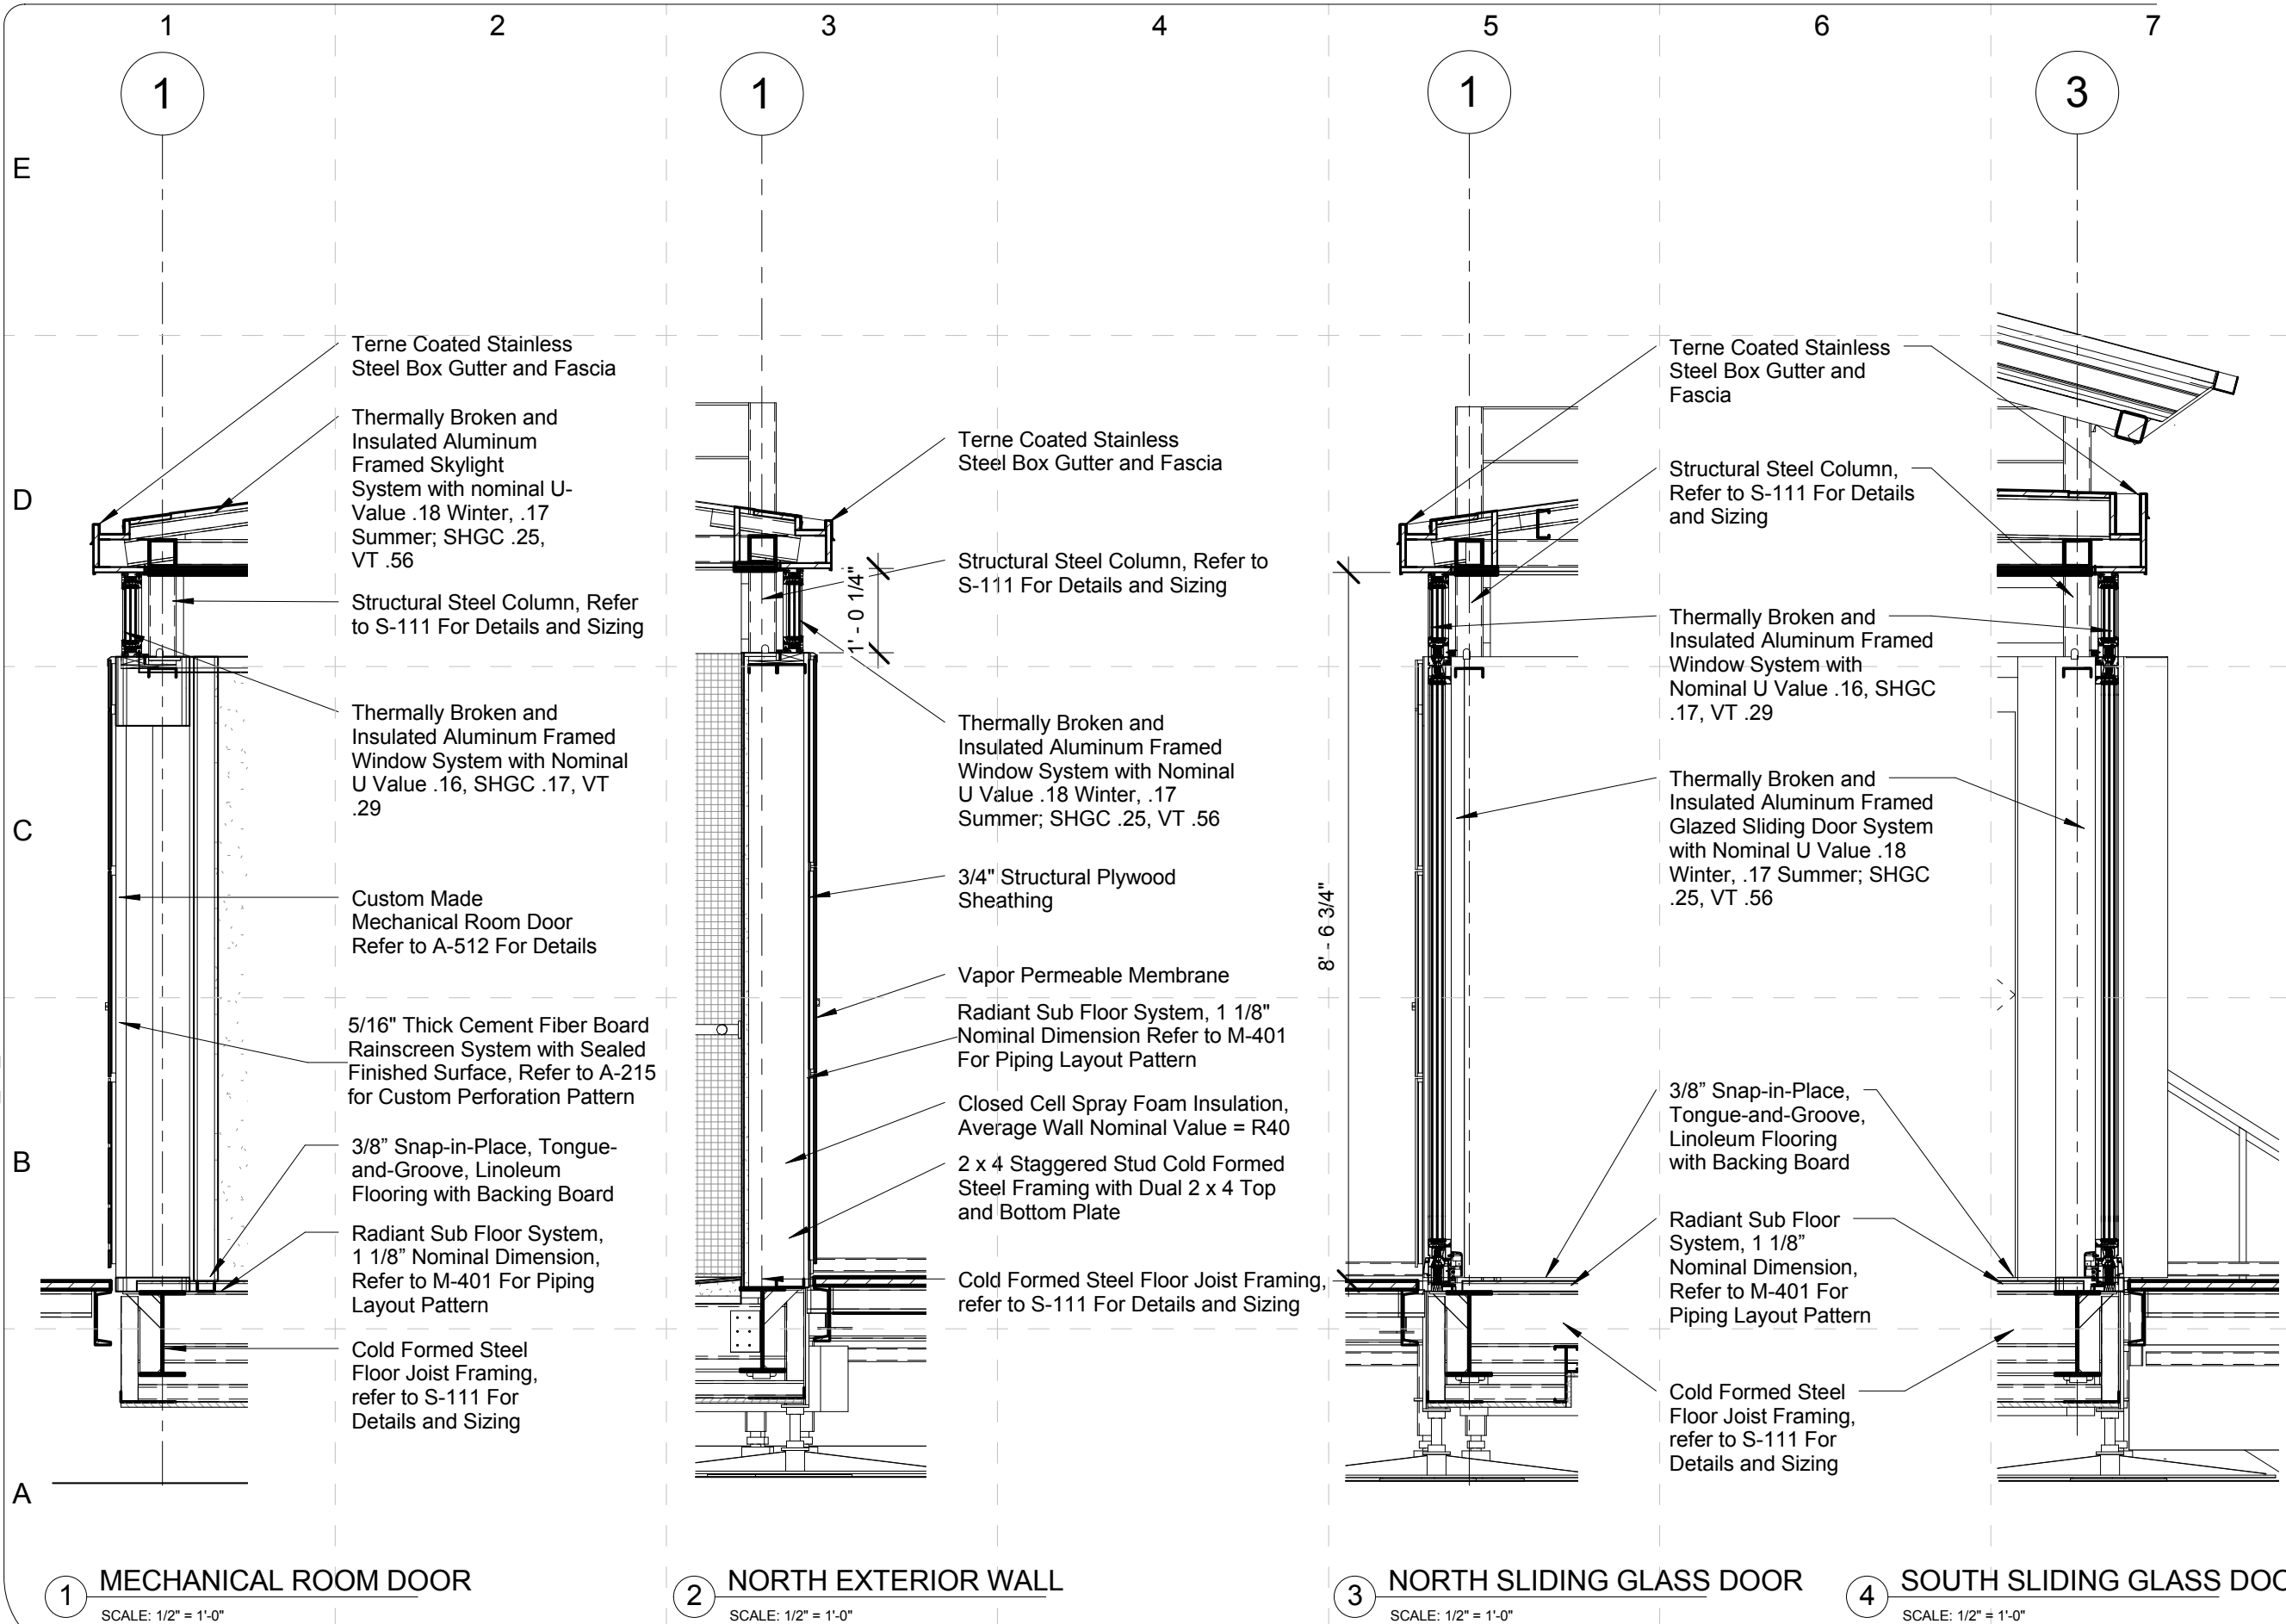 1
2
3
4
5
6
7
1
1
1
3
E
D
C
B
A
Terne Coated Stainless
Steel Box Gutter and Fascia
Thermally Broken and
Insulated Aluminum
Framed Skylight
System with nominal U-
Value .18 Winter, .17
Summer; SHGC .25,
VT .56
Structural Steel Column, Refer
to S-111 For Details and Sizing
Thermally Broken and
Insulated Aluminum Framed
Window System with Nominal
U Value .16, SHGC .17, VT
.29
Custom Made
Mechanical Room Door
Refer to A-512 For Details
5/16" Thick Cement Fiber Board
Rainscreen System with Sealed
Finished Surface, Refer to A-215
for Custom Perforation Pattern
3/8” Snap-in-Place, Tongue-
and-Groove, Linoleum
Flooring with Backing Board
Radiant Sub Floor System,
1 1/8” Nominal Dimension,
Refer to M-401 For Piping
Layout Pattern
Cold Formed Steel
Floor Joist Framing,
refer to S-111 For
Details and Sizing
Terne Coated Stainless
Steel Box Gutter and Fascia
Structural Steel Column, Refer to
S-111 For Details and Sizing
1' - 0 1/4"
Thermally Broken and
Insulated Aluminum Framed
Window System with Nominal
U Value .18 Winter, .17
Summer; SHGC .25, VT .56
3/4" Structural Plywood
Sheathing
Vapor Permeable Membrane
Radiant Sub Floor System, 1 1/8"
Nominal Dimension Refer to M-401
For Piping Layout Pattern
Closed Cell Spray Foam Insulation,
Average Wall Nominal Value = R40
2 x 4 Staggered Stud Cold Formed
Steel Framing with Dual 2 x 4 Top
and Bottom Plate
Cold Formed Steel Floor Joist Framing,
refer to S-111 For Details and Sizing
8' - 6 3/4"
Terne Coated Stainless
Steel Box Gutter and
Fascia
Structural Steel Column,
Refer to S-111 For Details
and Sizing
Thermally Broken and
Insulated Aluminum Framed
Window System with
Nominal U Value .16, SHGC
.17, VT .29
Thermally Broken and
Insulated Aluminum Framed
Glazed Sliding Door System
with Nominal U Value .18
Winter, .17 Summer; SHGC
.25, VT .56
3/8” Snap-in-Place,
Tongue-and-Groove,
Linoleum Flooring
with Backing Board
Radiant Sub Floor
System, 1 1/8”
Nominal Dimension,
Refer to M-401 For
Piping Layout Pattern
Cold Formed Steel
Floor Joist Framing,
refer to S-111 For
Details and Sizing
1 MECHANICAL ROOM DOOR
SCALE: 1/2" = 1'-0"
2 NORTH EXTERIOR WALL
SCALE: 1/2" = 1'-0"
3 NORTH SLIDING GLASS DOOR
SCALE: 1/2" = 1'-0"
4 SOUTH SLIDING GLASS
SCALE: 1/2" = 1'-0"